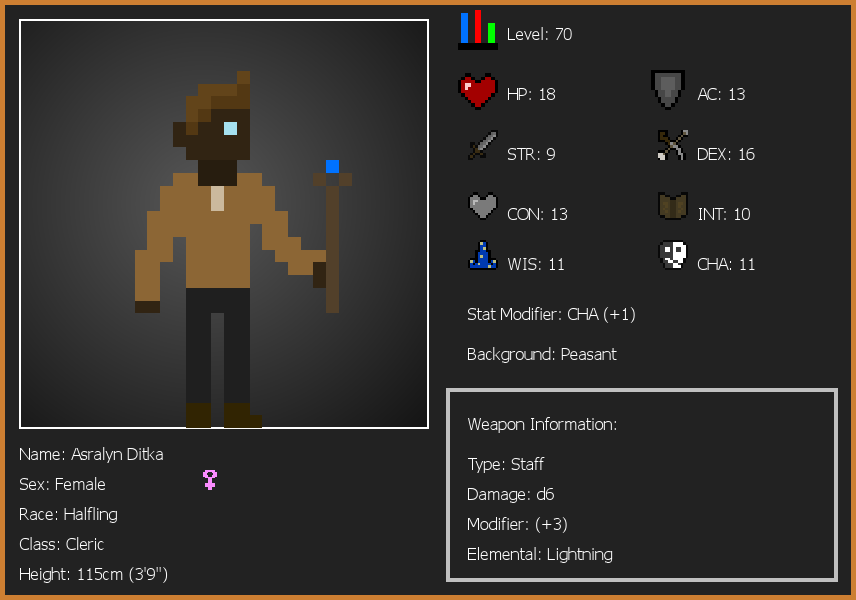 Level: 70
HP: 18
AC: 13
STR: 9
DEX: 16
CON: 13
INT: 10
WIS: 11
CHA: 11
Stat Modifier: CHA (+1)
Background: Peasant
Weapon Information:
Type: Staff
Damage: d6
Modifier: (+3)
Elemental: Lightning
Name: Asralyn Ditka
Sex: Female
Race: Halfling
Class: Cleric
Height: 115cm (3'9")